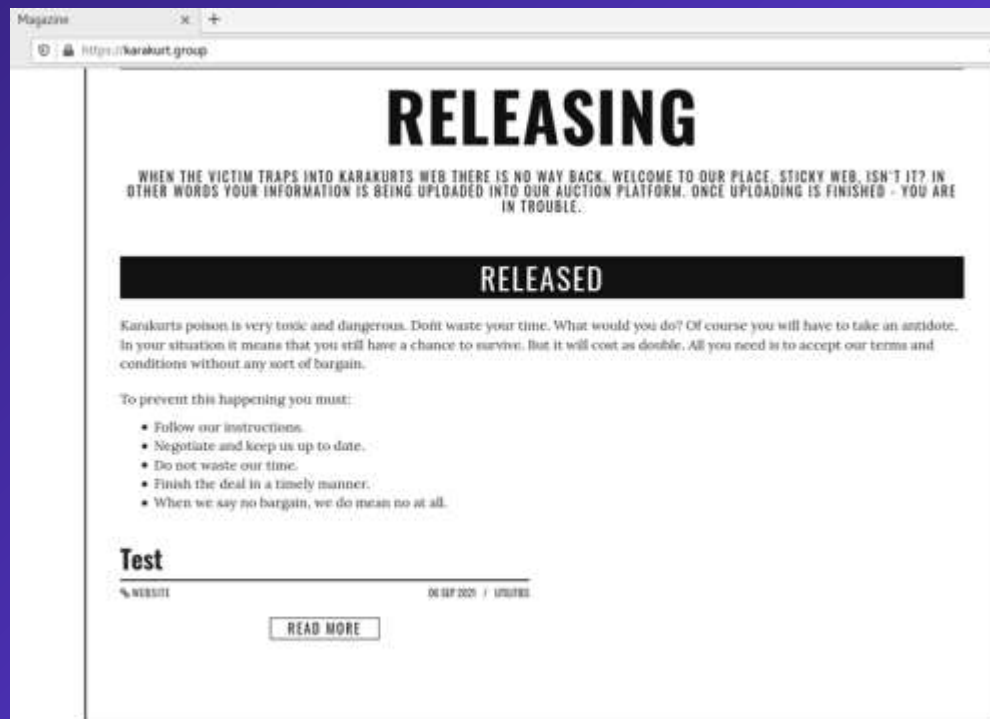 Magazine
https://karakurt.group
RELEASING
WHEN THE VICTIM TRAPS INTO KARAKURTS WEB THERE IS NO WAY BACK. WELCOME TO OUR PLACE. STICKY WEB, ISN'T IT? IN
OTHER WORDS YOUR INFORMATION IS BEING UPLOADED INTO OUR AUCTION PLATFORM. ONCE UPLOADING IS FINISHED - YOU ARE
IN TROUBLE.
RELEASED
Karakurts poison is very toxic and dangerous. Don't waste your time. What would you do? Of course you will have to take an antidote.
In your situation it means that you still have a chance to survive. But it will cost as double. All you need is to accept our terms and
conditions without any sort of bargain.
To prevent this happening you must:
• Follow our instructions.
• Negotiate and keep us up to date.
• Do not waste our time.
• Finish the deal in a timely manner.
• When we say no bargain, we do mean no at all.
Test
WEBSITE 06 SEP 2021 / UTILITIES
READ MORE